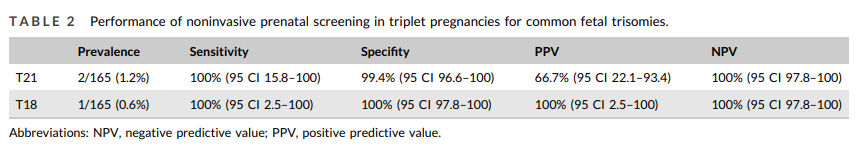 TABLE 2 Performance of noninvasive prenatal screening in triplet pregnancies for common fetal trisomies.
Prevalence Sensitivity Specifity PPV NPV
T21 2/165 (1.2%) 100% (95 CI 15.8–100) 99.4% (95 CI 96.6–100) 66.7% (95 CI 22.1–93.4) 100% (95 CI 97.8–100)
T18 1/165 (0.6%) 100% (95 CI 2.5–100) 100% (95 CI 97.8–100) 100% (95 CI 2.5–100) 100% (95 CI 97.8–100)
Abbreviations: NPV, negative predictive value; PPV, positive predictive value.